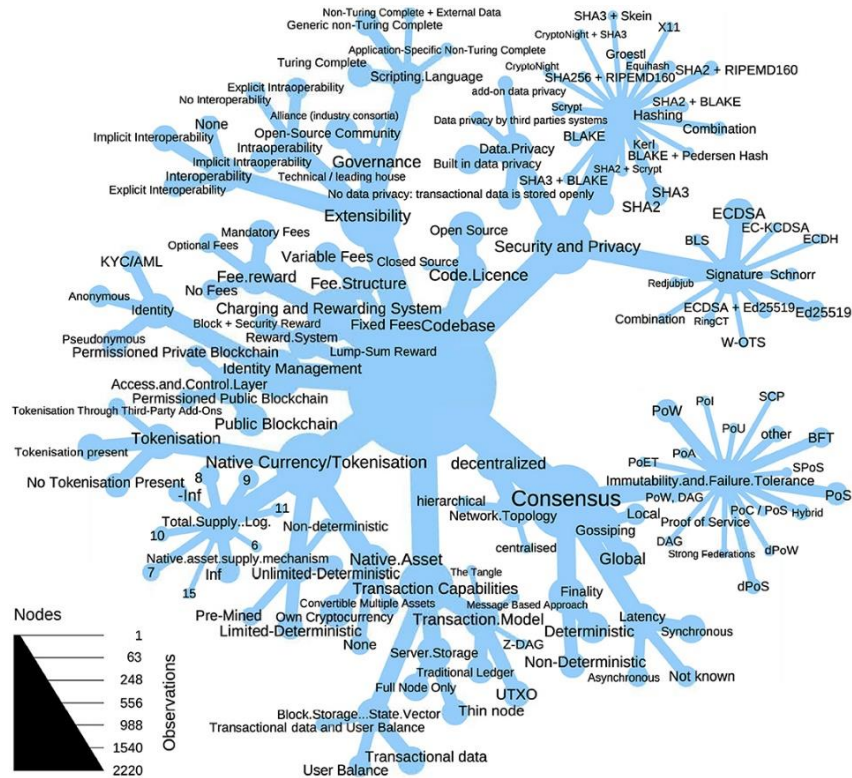 Non-Turing Complete + External Data
Generic non-Turing Complete
Application-Specific Non-Turing Complete
Turing Complete
Scripting.Language
Explicit Intraoperability
No Interoperability
Alliance (industry consortia)
None
Open-Source Community
Implicit Interoperability
Intraoperability
Governance
Implicit Intraoperability
Interoperability
Technical / leading house
Explicit Interoperability
Extensibility
SHA3 + Skein
X11
CryptoNight + SHA3
Groestl
CryptoNight
Equihash
SHA2 + RIPEMD160
SHA256 + RIPEMD160
add-on data privacy
Scrypt
SHA2 + BLAKE
Hashing
Data privacy by third parties systems
Combination
BLAKE
Kerl
Data.Privacy
BLAKE + Pedersen Hash
Built in data privacy
SHA2 + Scrypt
SHA3 + BLAKE
SHA3
No data privacy: transactional data is stored openly
SHA2
Security and Privacy
ECDSA
EC-KCDSA
ECDH
BLS
Signature
Schnorr
Redjubjub
ECDSA + Ed25519
Ed25519
Combination
RingCT
W-OTS
Open Source
Closed Source
Code.Licence
Mandatory Fees
Optional Fees
Variable Fees
KYC/AML
Fee.reward
Fee.Structure
No Fees
Anonymous
Identity
Charging and Rewarding System
Block + Security Reward
Fixed Fees
Codebase
Pseudonymous
Reward.System
Permissioned Private Blockchain
Lump-Sum Reward
Identity Management
Access.and.Control.Layer
Permissioned Public Blockchain
Tokenisation Through Third-Party Add-Ons
Public Blockchain
Tokenisation
Tokenisation present
Native Currency/Tokenisation
No Tokenisation Present
8
9
-Inf
11
Total.Supply..Log.
10
Non-deterministic
6
Native.asset.supply.mechanism
Native.Asset
7
Inf
Unlimited-Deterministic
15
Pre-Mined
Own Cryptocurrency
Limited-Deterministic
None
decentralized
Consensus
hierarchical
Network.Topology
Gossiping
Local
centralised
Global
The Tangle
Transaction Capabilities
Finality
Convertible Multiple Assets
Message Based Approach
Latency
Transaction.Model
Deterministic
Synchronous
Z-DAG
Server.Storage
Non-Deterministic
Traditional Ledger
Asynchronous
Not known
Full Node Only
UTXO
Thin node
Block.Storage...State.Vector
Transactional data and User Balance
Transactional data
User Balance
PoI
SCP
PoW
PoU
other
BFT
PoA
PoET
SPoS
Immutability.and.Failure.Tolerance
PoS
PoW, DAG
PoC / PoS
Hybrid
Proof of Service
DAG
dPoW
Strong Federations
dPoS
Nodes
1
63
248
556
988
1540
2220
Observations